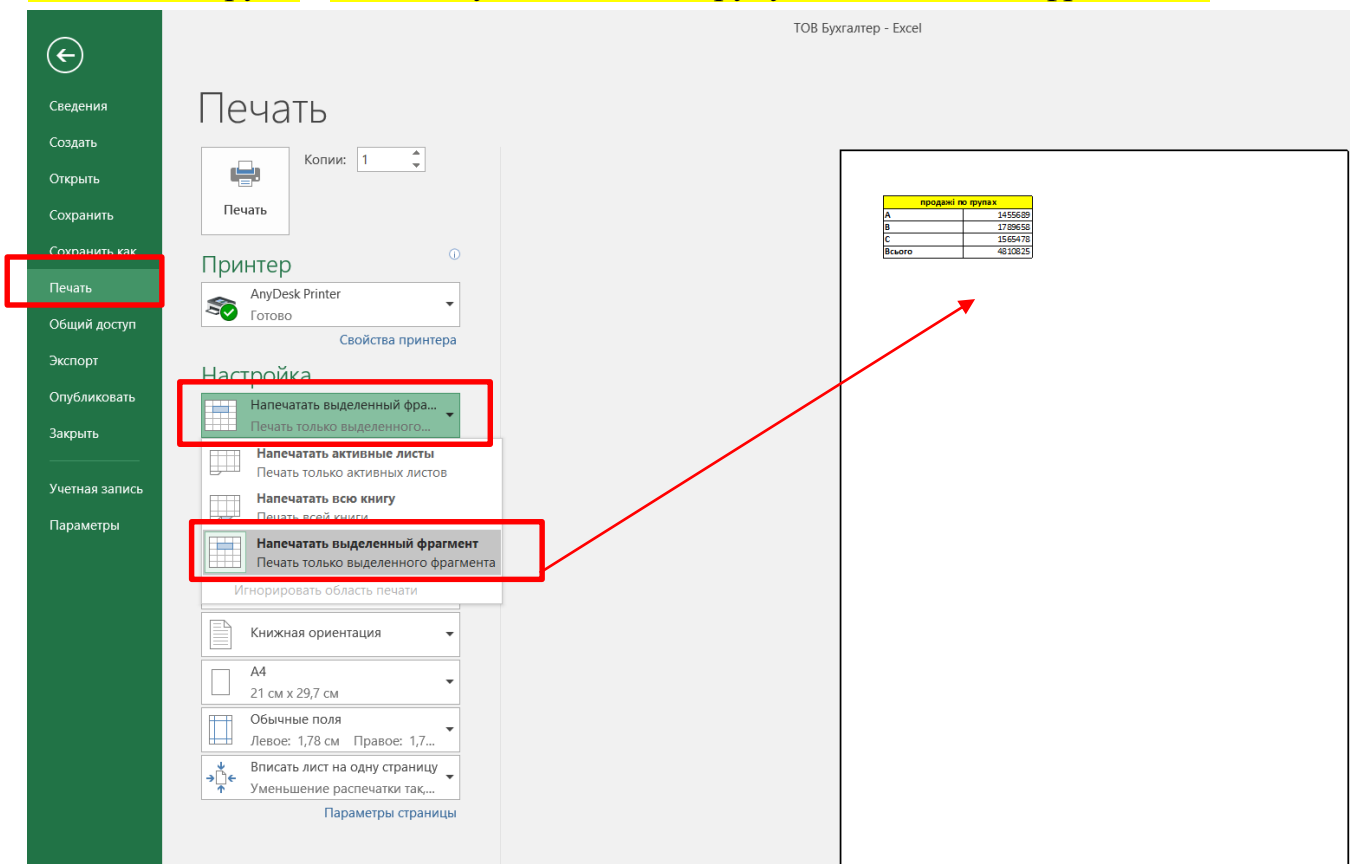 ТОВ Бухгалтер - Excel
Сведения
Создать
Открыть
Сохранить
Сохранить как
Печать
Общий доступ
Экспорт
Опубликовать
Закрыть
Учетная запись
Параметры
Печать
Копии: 1
Печать
Принтер
AnyDesk Printer
Готово
Свойства принтера
Настройка
Напечатать выделенный фра...
Печать только выделенного...
Напечатать активные листы
Печать только активных листов
Напечатать всю книгу
Печать всей книги
Напечатать выделенный фрагмент
Печать только выделенного фрагмента
Игнорировать область печати
Книжная ориентация
A4
21 см x 29,7 см
Обычные поля
Левое: 1,78 см Правое: 1,7...
Вписать лист на одну страницу
Уменьшение распечатки так,...
Параметры страницы
продажі по групах
А 1455689
В 1789658
С 1565478
Всього 4810825